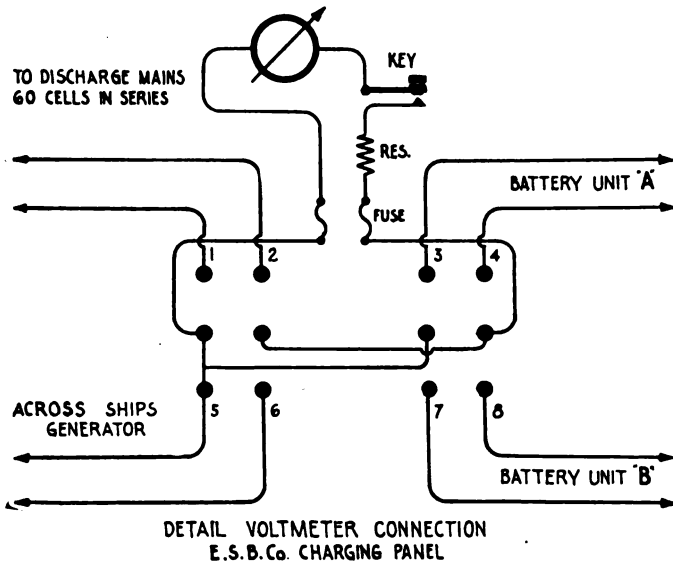 KEY
TO DISCHARGE MAINS
60 CELLS IN SERIES
RES.
BATTERY UNIT "A"
FUSE
1 2 3 4
5 6 7 8
ACROSS SHIPS
GENERATOR
BATTERY UNIT "B"
DETAIL VOLTMETER CONNECTION
E.S.B.Co. CHARGING PANEL